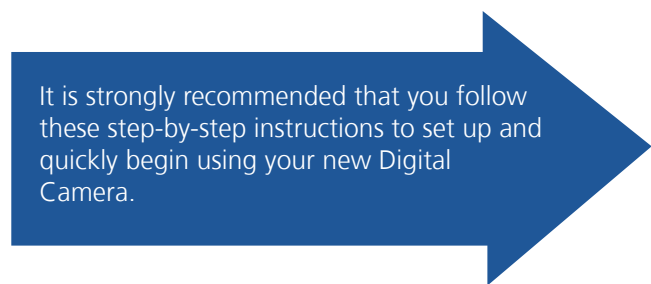 It is strongly recommended that you follow
these step-by-step instructions to set up and
quickly begin using your new Digital
Camera.